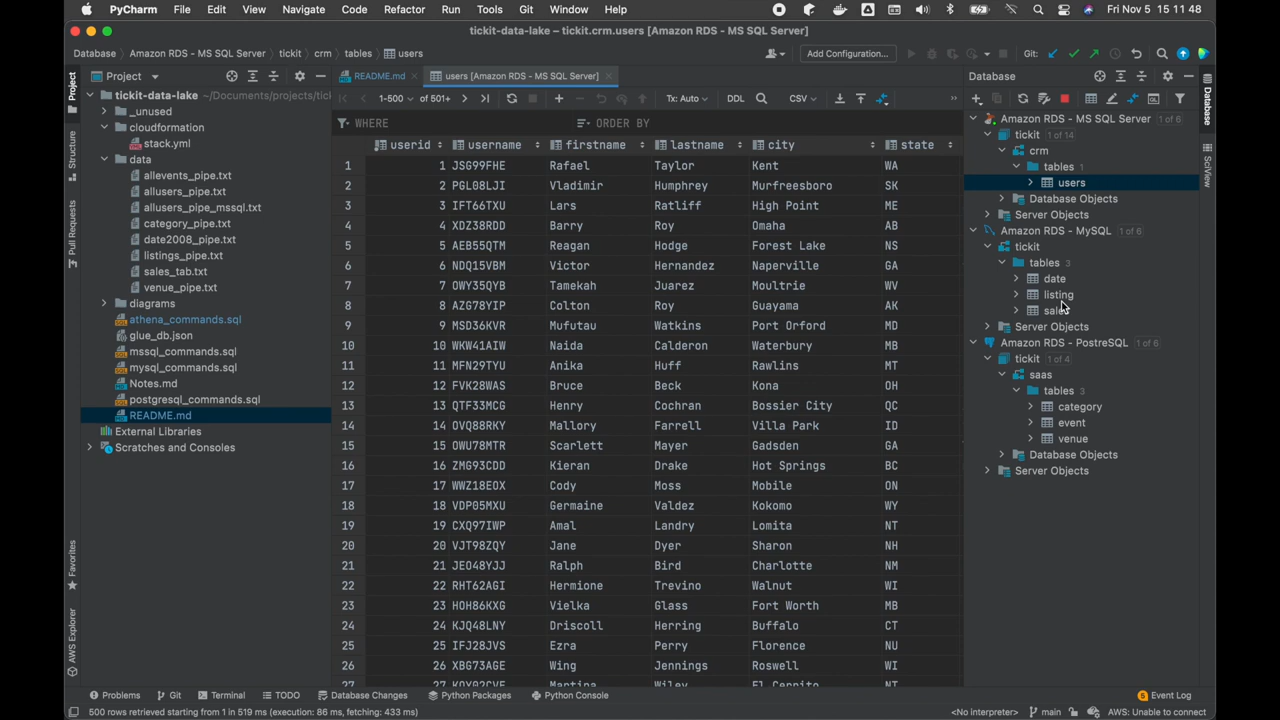 PyCharm File Edit View Navigate Code Refactor Run Tools Git Window Help Fri Nov 5 15 11 48
tickit-data-lake – tickit.crm.users [Amazon RDS - MS SQL Server]
Database Amazon RDS - MS SQL Server tickit crm tables users Add Configuration... Git:
Project README.md users [Amazon RDS - MS SQL Server] Database
1-500 of 501+ Tx: Auto DDL CSV
WHERE ORDER BY
userid username firstname lastname city state
1 1 JSG99FHE Rafael Taylor Kent WA
2 2 PGL08LJI Vladimir Humphrey Murfreesboro SK
3 3 IFT66TXU Lars Ratliff High Point ME
4 4 XDZ38RDD Barry Roy Omaha AB
5 5 AEB55QTM Reagan Hodge Forest Lake NS
6 6 NDQ15VBM Victor Hernandez Naperville GA
7 7 OWY35QYB Tamekah Juarez Moultrie WV
8 8 AZG78YIP Colton Roy Guayama AK
9 9 MSD36KVR Mufutau Watkins Port Orford MD
10 10 WKW41AIW Naida Calderon Waterbury MB
11 11 MFN29TYU Anika Huff Rawlins MT
12 12 FVK28WAS Bruce Beck Kona OH
13 13 QTF33MCG Henry Cochran Bossier City QC
14 14 OVQ88RKY Mallory Farrell Villa Park ID
15 15 OWU78MTR Scarlett Mayer Gadsden GA
16 16 ZMG93CDD Kieran Drake Hot Springs BC
17 17 WWZ18EOX Cody Moss Mobile ON
18 18 VDP05MXU Germaine Valdez Kokomo WY
19 19 CXQ97IWP Amal Landry Lomita NT
20 20 VJT98ZQY Jane Dyer Sharon NH
21 21 JEO48YJJ Ralph Bird Charlotte NM
22 22 RHT62AGI Hermione Trevino Walnut WI
23 23 HOH86KXG Vielka Glass Fort Worth MB
24 24 KJQ48LNY Driscoll Herring Buffalo CT
25 25 IFJ28JVS Ezra Perry Florence NU
26 26 XBG73AGE Wing Jennings Roswell WI
27 Martina Wiley El Cerrito NT
Project
Structure
Pull Requests
Favorites
AWS Explorer
tickit-data-lake ~/Documents/projects/ticki
_unused
cloudformation
stack.yml
data
allevents_pipe.txt
allusers_pipe.txt
allusers_pipe_mssql.txt
category_pipe.txt
date2008_pipe.txt
listings_pipe.txt
sales_tab.txt
venue_pipe.txt
diagrams
athena_commands.sql
glue_db.json
mssql_commands.sql
mysql_commands.sql
Notes.md
postgresql_commands.sql
README.md
External Libraries
Scratches and Consoles
Amazon RDS - MS SQL Server 1 of 6
tickit 1 of 14
crm
tables 1
users
Database Objects
Server Objects
Amazon RDS - MySQL 1 of 6
tickit
tables 3
date
listing
sales
Server Objects
Amazon RDS - PostreSQL 1 of 6
tickit 1 of 4
saas
tables 3
category
event
venue
Database Objects
Server Objects
Database
SciView
Problems Git Terminal TODO Database Changes Python Packages Python Console 5 Event Log
500 rows retrieved starting from 1 in 519 ms (execution: 86 ms, fetching: 433 ms) <No interpreter> main AWS: Unable to connect